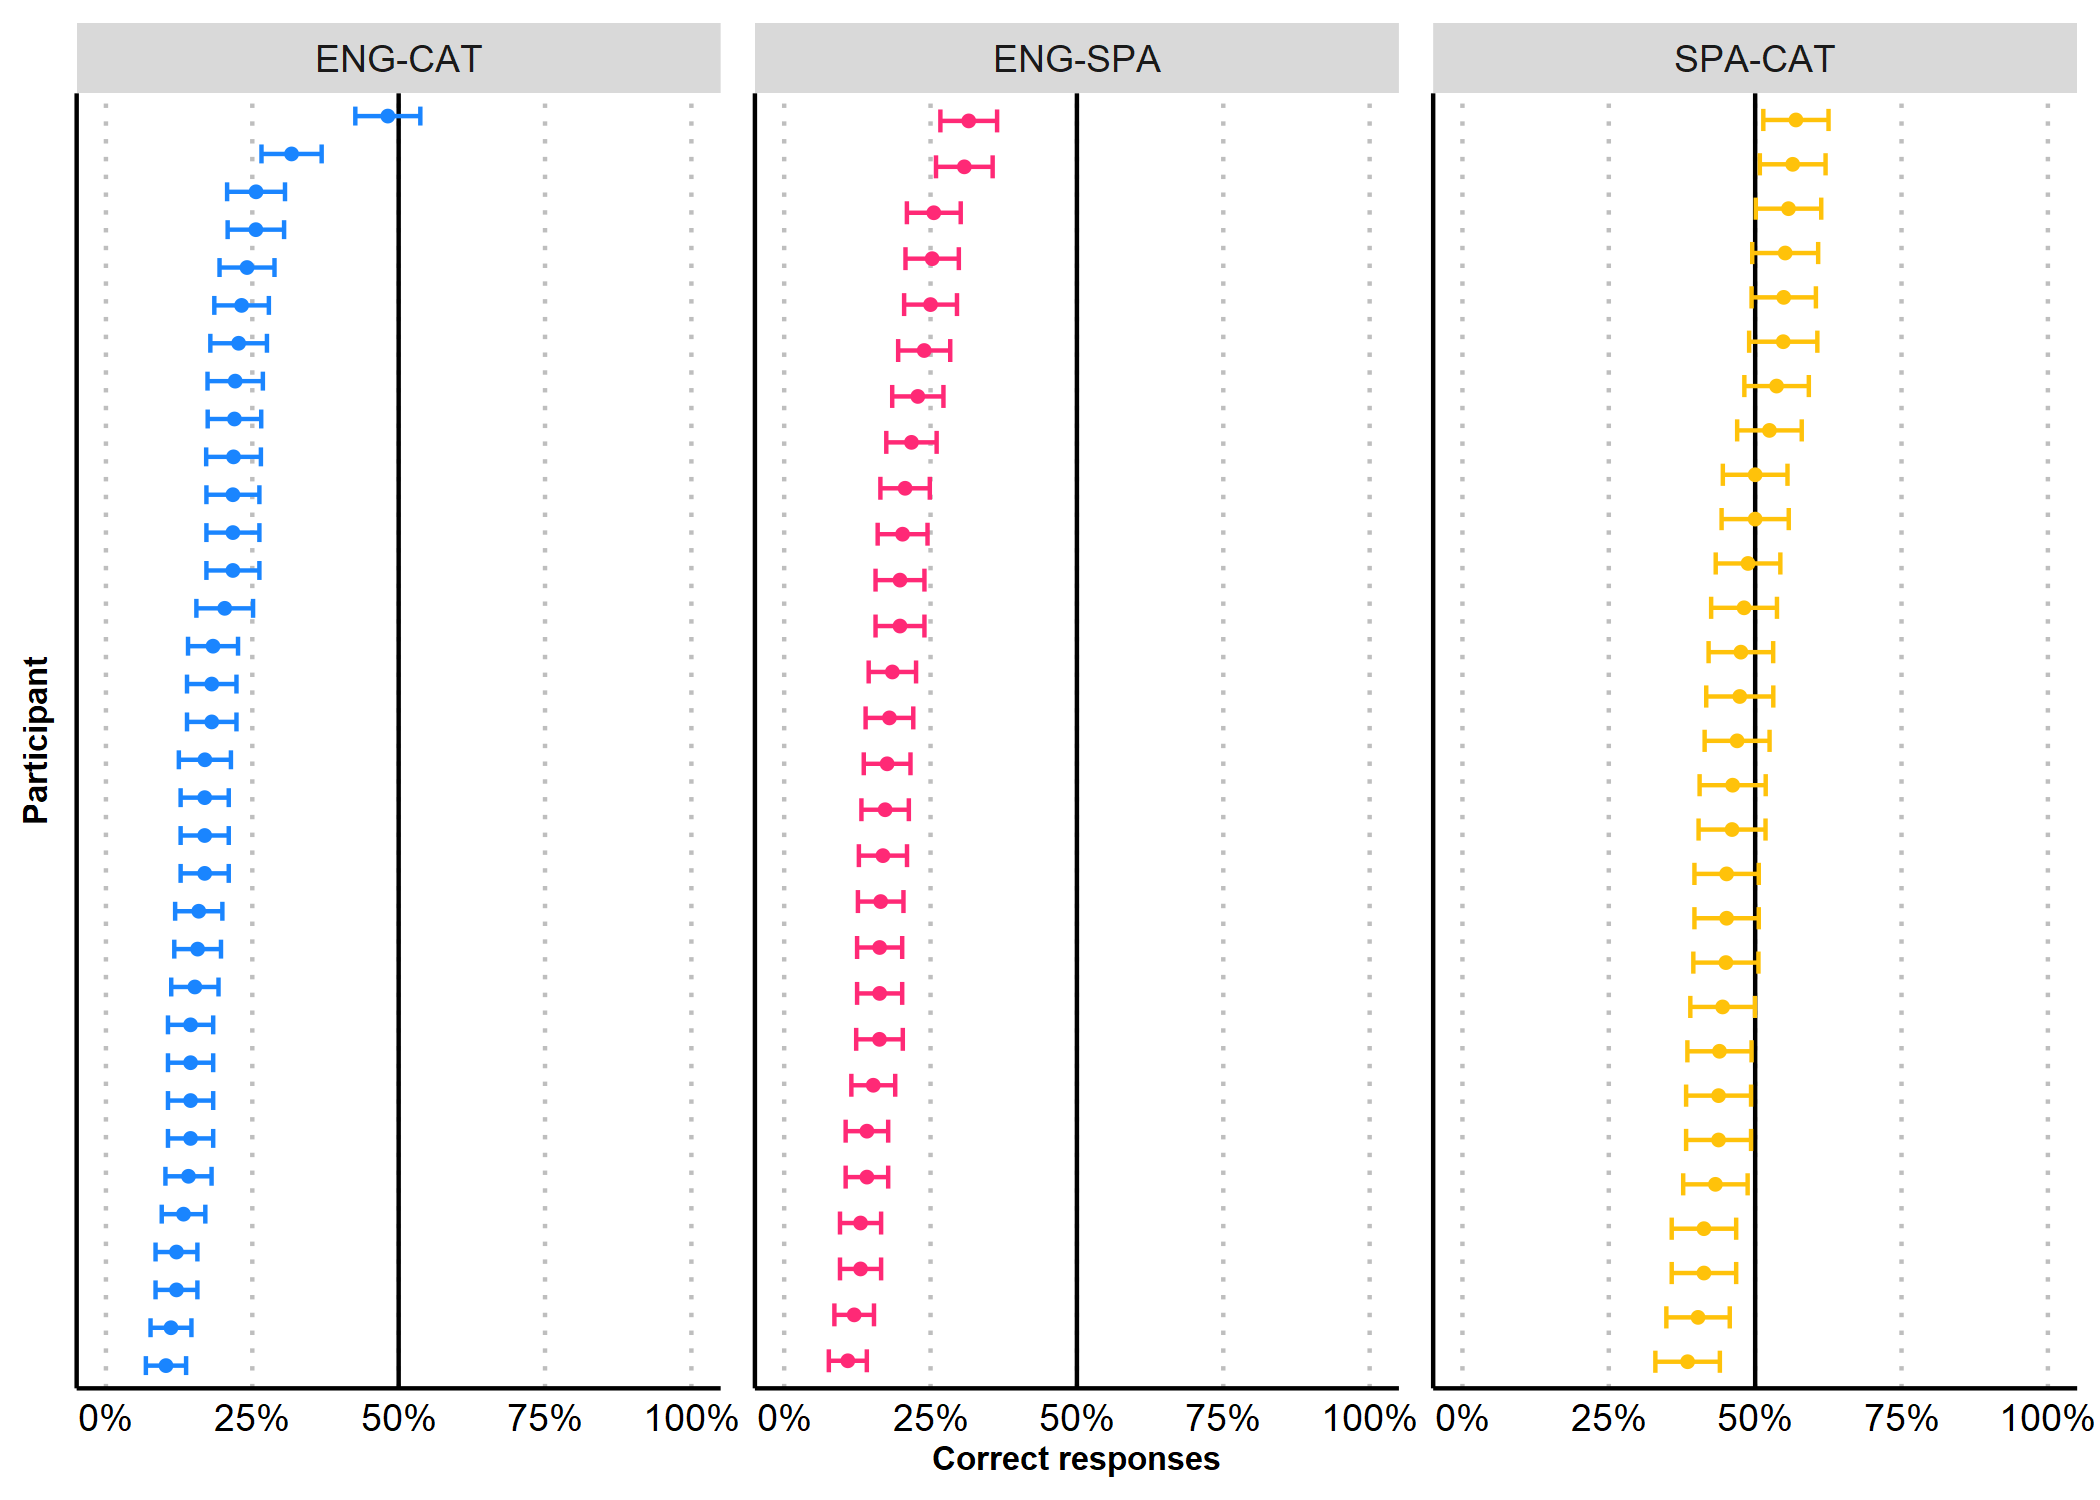 ENG-CAT
ENG-SPA
SPA-CAT
Participant
0% 25% 50% 75% 100%
0% 25% 50% 75% 100%
0% 25% 50% 75% 100%
Correct responses